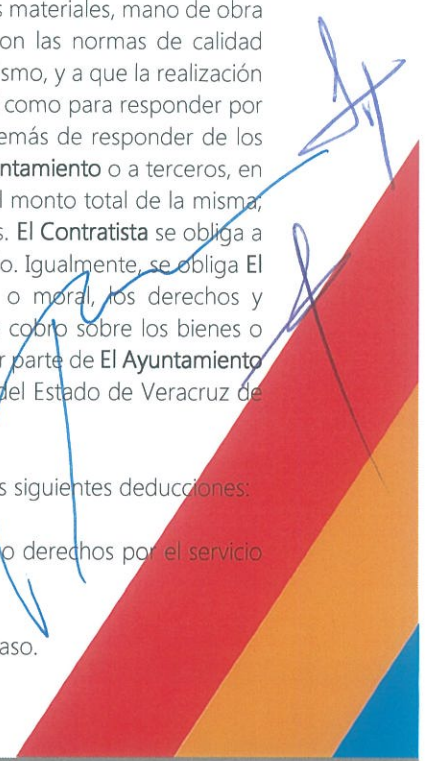 s materiales, mano de obra
on las normas de calidad
ismo, y a que la realización
como para responder por
emás de responder de los
ntamiento o a terceros, en
l monto total de la misma;
s. El Contratista se obliga a
o. Igualmente, se obliga El
o moral, los derechos y
cobro sobre los bienes o
r parte de El Ayuntamiento
del Estado de Veracruz de
s siguientes deducciones:
o derechos por el servicio
aso.